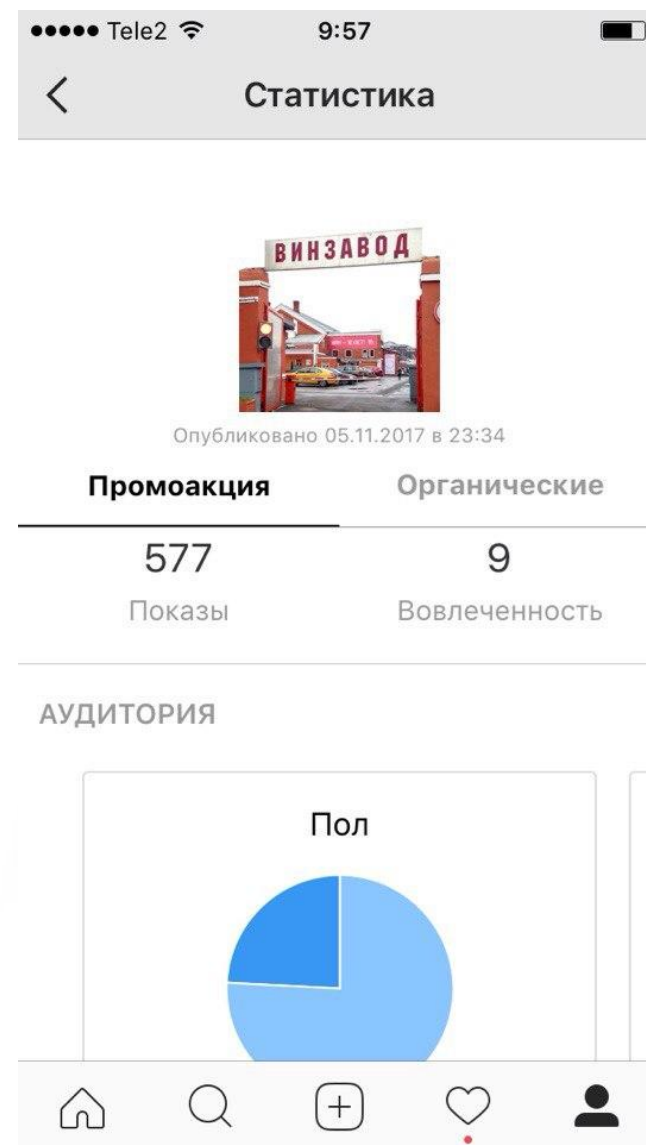 Tele2 9:57
Статистика
ВИНЗАВОД
Опубликовано 05.11.2017 в 23:34
Промоакция Органические
577 9
Показы Вовлеченность
АУДИТОРИЯ
Пол